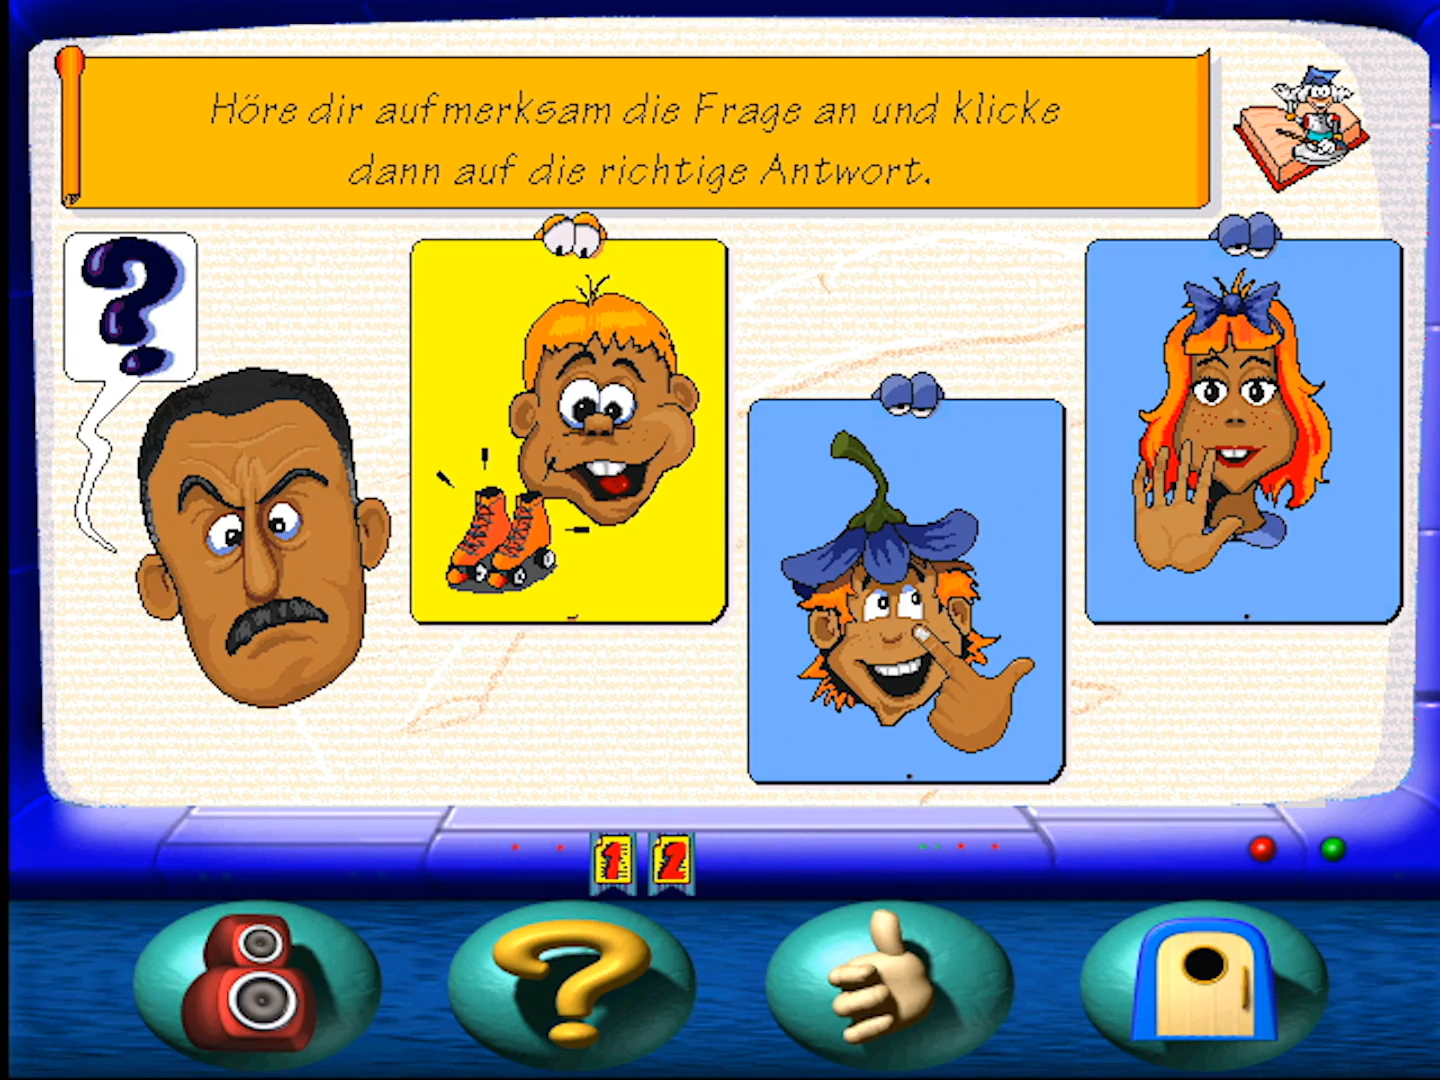 Höre dir aufmerksam die Frage an und klicke
dann auf die richtige Antwort.
?
1 2